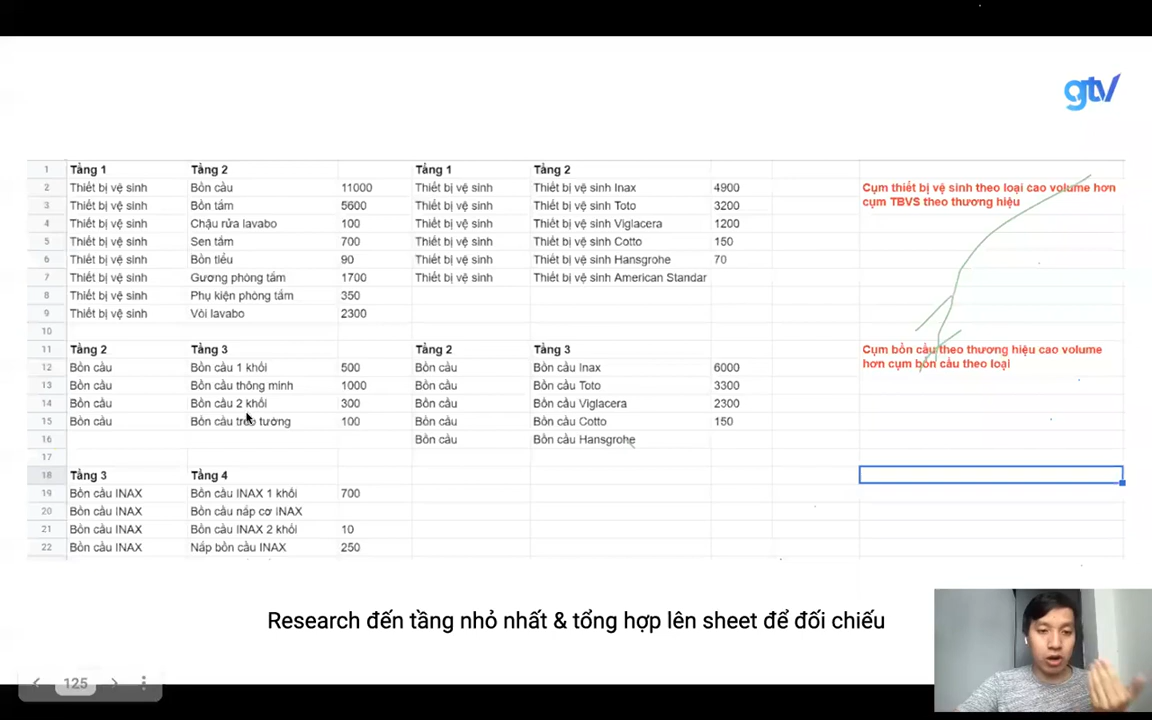 gtv
1 Tầng 1 Tầng 2 Tầng 1 Tầng 2
2 Thiết bị vệ sinh Bồn cầu 11000 Thiết bị vệ sinh Thiết bị vệ sinh Inax 4900 Cụm thiết bị vệ sinh theo loại cao volume hơn
3 Thiết bị vệ sinh Bồn tắm 5600 Thiết bị vệ sinh Thiết bị vệ sinh Toto 3200 cụm TBVS theo thương hiệu
4 Thiết bị vệ sinh Chậu rửa lavabo 100 Thiết bị vệ sinh Thiết bị vệ sinh Viglacera 1200
5 Thiết bị vệ sinh Sen tắm 700 Thiết bị vệ sinh Thiết bị vệ sinh Cotto 150
6 Thiết bị vệ sinh Bồn tiểu 90 Thiết bị vệ sinh Thiết bị vệ sinh Hansgrohe 70
7 Thiết bị vệ sinh Gương phòng tắm 1700 Thiết bị vệ sinh Thiết bị vệ sinh American Standar
8 Thiết bị vệ sinh Phụ kiện phòng tắm 350
9 Thiết bị vệ sinh Vòi lavabo 2300
10
11 Tầng 2 Tầng 3 Tầng 2 Tầng 3 Cụm bồn cầu theo thương hiệu cao volume
12 Bồn cầu Bồn cầu 1 khối 500 Bồn cầu Bồn cầu Inax 6000 hơn cụm bồn cầu theo loại
13 Bồn cầu Bồn cầu thông minh 1000 Bồn cầu Bồn cầu Toto 3300
14 Bồn cầu Bồn cầu 2 khối 300 Bồn cầu Bồn cầu Viglacera 2300
15 Bồn cầu Bồn cầu treo tường 100 Bồn cầu Bồn cầu Cotto 150
16 Bồn cầu Bồn cầu Hansgrohe
17
18 Tầng 3 Tầng 4
19 Bồn cầu INAX Bồn cầu INAX 1 khối 700
20 Bồn cầu INAX Bồn cầu nắp cơ INAX
21 Bồn cầu INAX Bồn cầu INAX 2 khối 10
22 Bồn cầu INAX Nắp bồn cầu INAX 250
Research đến tầng nhỏ nhất & tổng hợp lên sheet để đối chiếu
125